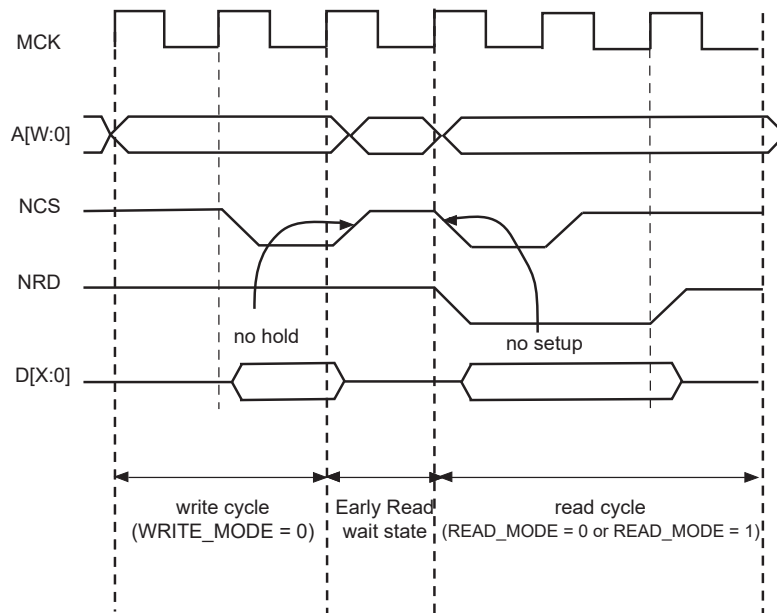 MCK
A[W:0]
NCS
NRD
no hold
no setup
D[X:0]
write cycle
(WRITE_MODE = 0)
Early Read
wait state
read cycle
(READ_MODE = 0 or READ_MODE = 1)